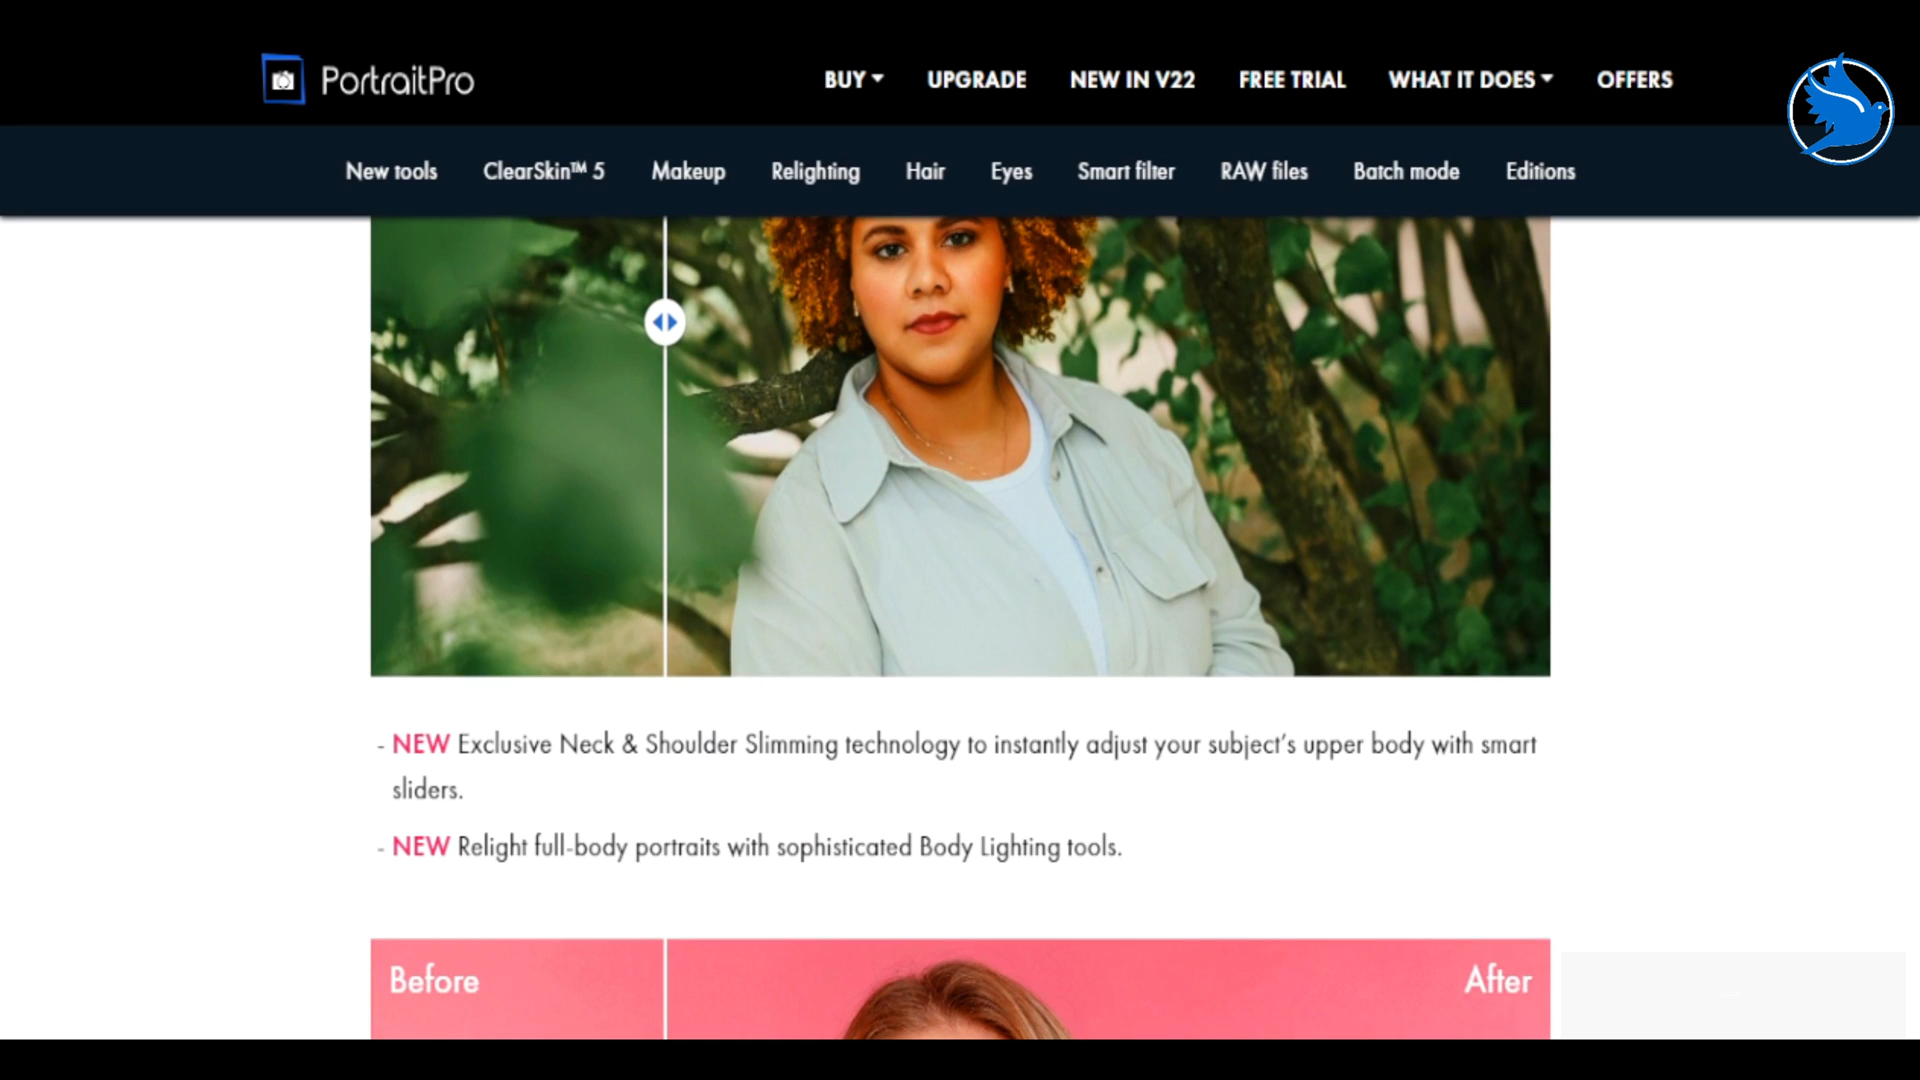 PortraitPro
BUY
UPGRADE
NEW IN V22
FREE TRIAL
WHAT IT DOES
OFFERS
New tools
ClearSkin™ 5
Makeup
Relighting
Hair
Eyes
Smart filter
RAW files
Batch mode
Editions
- NEW Exclusive Neck & Shoulder Slimming technology to instantly adjust your subject's upper body with smart
sliders.
- NEW Relight full-body portraits with sophisticated Body Lighting tools.
Before
After